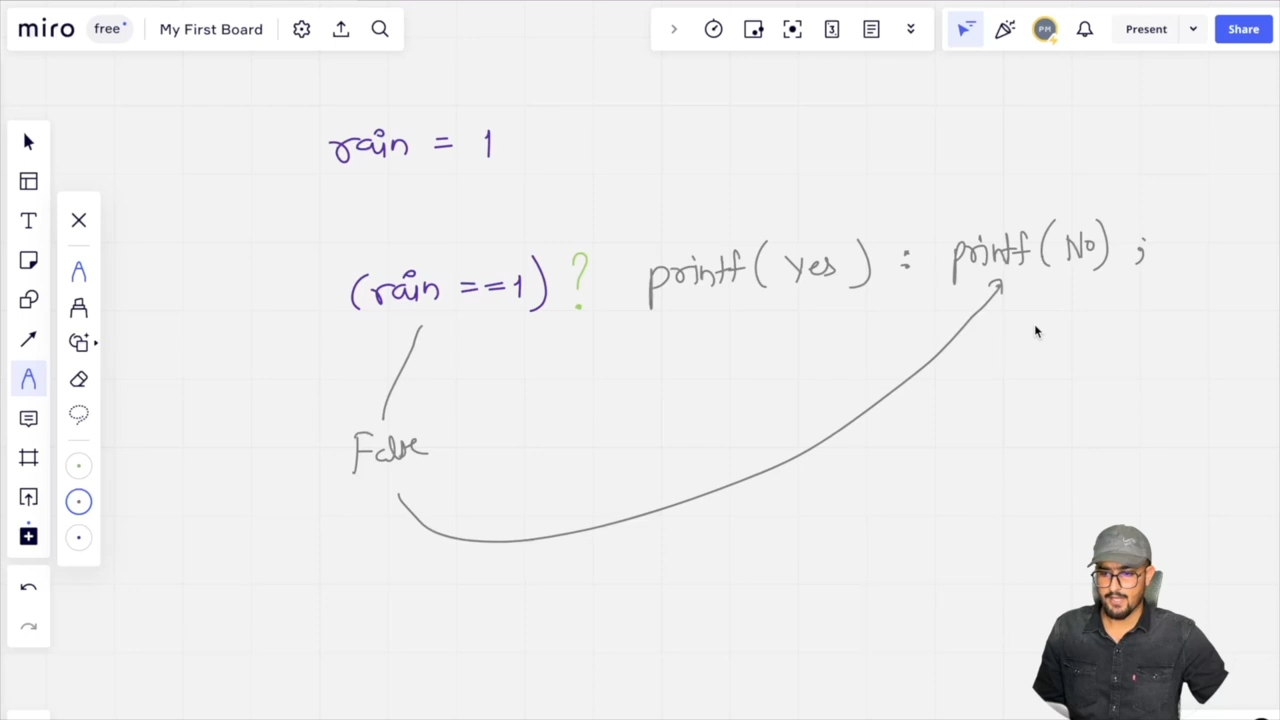 miro free My First Board Present Share
rain = 1
(rain ==1) ? printf( yes ) : printf( No) ;
False